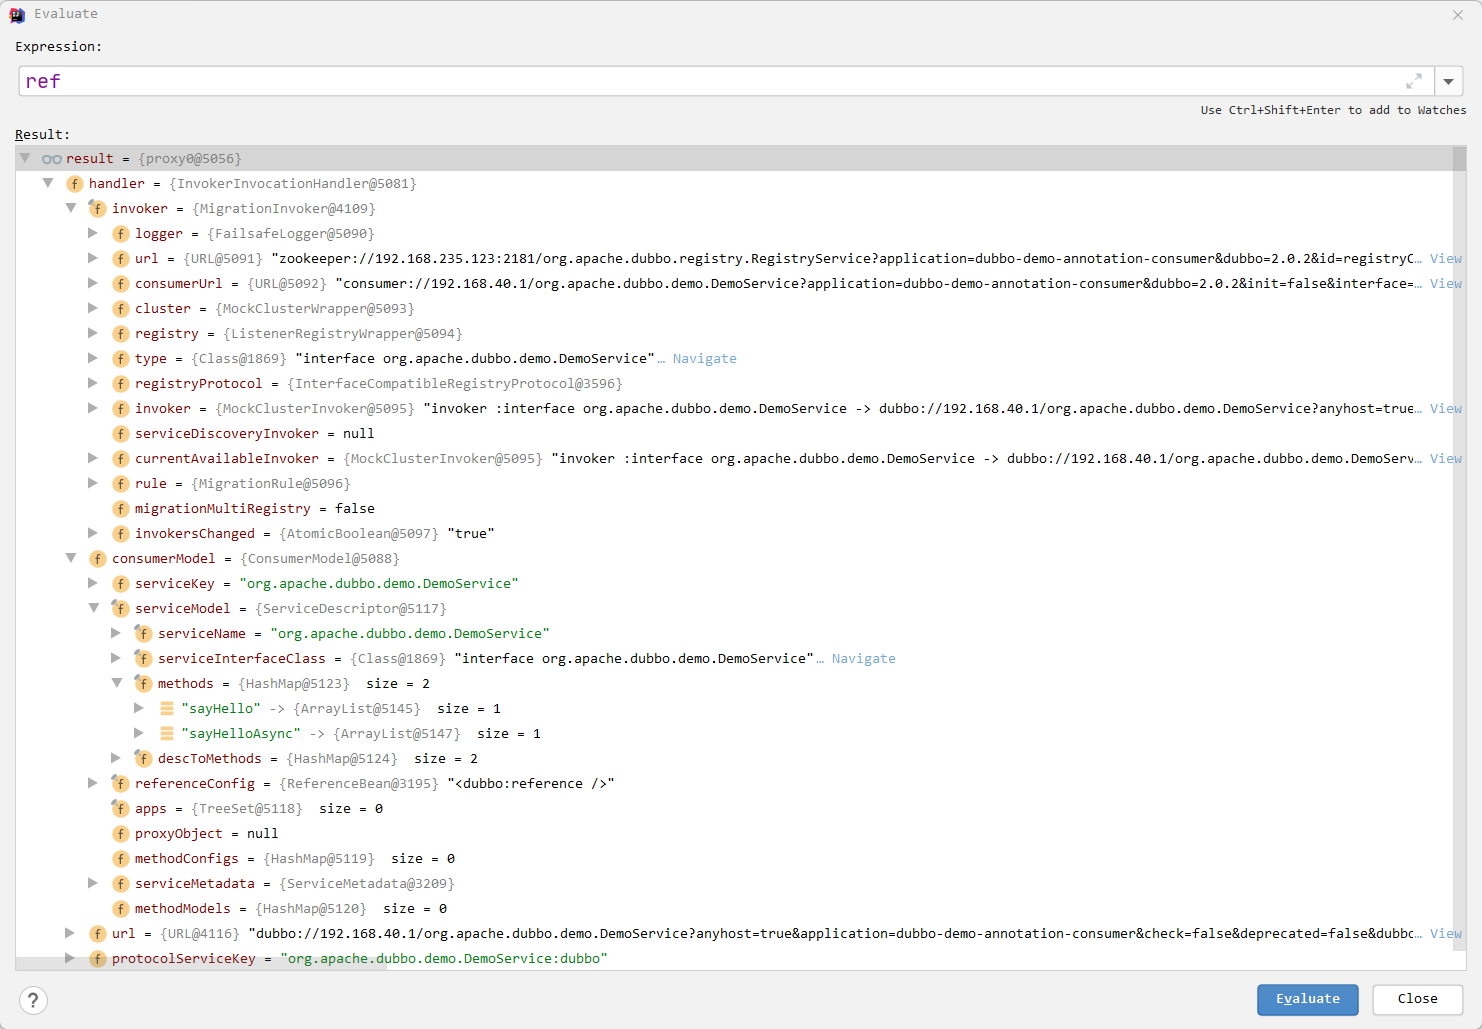 Evaluate
Expression:
ref
Use Ctrl+Shift+Enter to add to Watches
Result:
result = {proxy0@5056}
handler = {InvokerInvocationHandler@5081}
invoker = {MigrationInvoker@4109}
logger = {FailsafeLogger@5090}
url = {URL@5091} "zookeeper://192.168.235.123:2181/org.apache.dubbo.registry.RegistryService?application=dubbo-demo-annotation-consumer&dubbo=2.0.2&id=registryC... View
consumerUrl = {URL@5092} "consumer://192.168.40.1/org.apache.dubbo.demo.DemoService?application=dubbo-demo-annotation-consumer&dubbo=2.0.2&init=false&interface=... View
cluster = {MockClusterWrapper@5093}
registry = {ListenerRegistryWrapper@5094}
type = {Class@1869} "interface org.apache.dubbo.demo.DemoService"... Navigate
registryProtocol = {InterfaceCompatibleRegistryProtocol@3596}
invoker = {MockClusterInvoker@5095} "invoker :interface org.apache.dubbo.demo.DemoService -> dubbo://192.168.40.1/org.apache.dubbo.demo.DemoService?anyhost=true... View
serviceDiscoveryInvoker = null
currentAvailableInvoker = {MockClusterInvoker@5095} "invoker :interface org.apache.dubbo.demo.DemoService -> dubbo://192.168.40.1/org.apache.dubbo.demo.DemoServ... View
rule = {MigrationRule@5096}
migrationMultiRegistry = false
invokersChanged = {AtomicBoolean@5097} "true"
consumerModel = {ConsumerModel@5088}
serviceKey = "org.apache.dubbo.demo.DemoService"
serviceModel = {ServiceDescriptor@5117}
serviceName = "org.apache.dubbo.demo.DemoService"
serviceInterfaceClass = {Class@1869} "interface org.apache.dubbo.demo.DemoService"... Navigate
methods = {HashMap@5123} size = 2
"sayHello" -> {ArrayList@5145} size = 1
"sayHelloAsync" -> {ArrayList@5147} size = 1
descToMethods = {HashMap@5124} size = 2
referenceConfig = {ReferenceBean@3195} "<dubbo:reference />"
apps = {TreeSet@5118} size = 0
proxyObject = null
methodConfigs = {HashMap@5119} size = 0
serviceMetadata = {ServiceMetadata@3209}
methodModels = {HashMap@5120} size = 0
url = {URL@4116} "dubbo://192.168.40.1/org.apache.dubbo.demo.DemoService?anyhost=true&application=dubbo-demo-annotation-consumer&check=false&deprecated=false&dubbo... View
protocolServiceKey = "org.apache.dubbo.demo.DemoService:dubbo"
?
Evaluate
Close